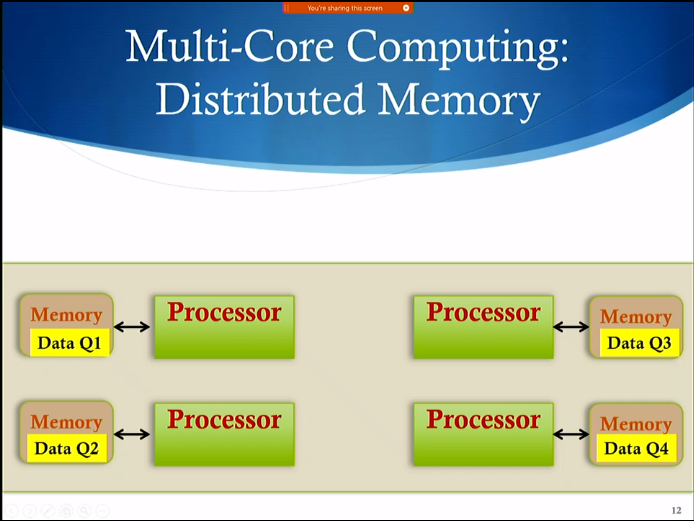 You're sharing this screen
Multi-Core Computing:
Distributed Memory
Memory
Data Q1
Processor
Processor
Memory
Data Q3
Memory
Data Q2
Processor
Processor
Memory
Data Q4
12